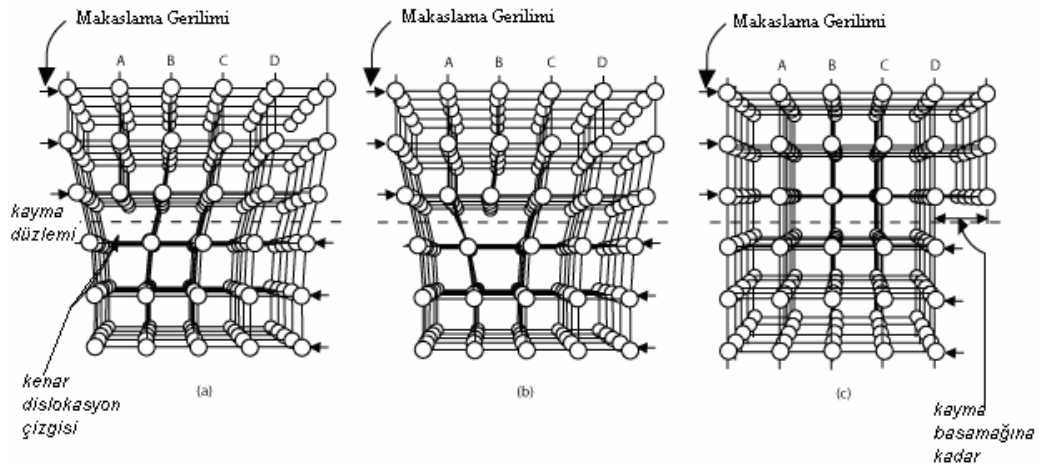 Makaslama Gerilimi
A B C D
kayma
düzlemi
kenar
dislokasyon
çizgisi
(a)
Makaslama Gerilimi
A B C D
(b)
Makaslama Gerilimi
A B C D
(c)
kayma
basamağına
kadar